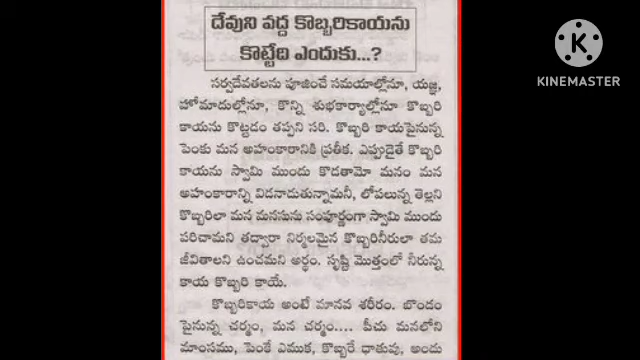 దేవుని వద్ద కొబ్బరికాయను
కొట్టేది ఎందుకు...?
సర్వదేవతలను పూజించే సమయాల్లోనూ, యజ్ఞ
హోమాదుల్లోనూ, కొన్ని శుభకార్యాల్లోనూ కొబ్బరి
కాయను కొట్టడం తప్పని సరి. కొబ్బరి కాయపైనున్న
పెంకు మన అహంకారానికి ప్రతీక. ఎప్పుడైతే కొబ్బరి
కాయను స్వామి ముందు కొడతామో మనం మన
అహంకారాన్ని విడనాడుతున్నామనీ, లోపలున్న తెల్లని
కొబ్బరిలా మన మనసును సంపూర్ణంగా స్వామి ముందు
పరిచామని తద్వారా నిర్మలమైన కొబ్బరినీరులా తమ
జీవితాలని ఉంచమని అర్థం. సృష్టి మొత్తంలో నీరున్న
కాయ కొబ్బరి కాయే.
కొబ్బరికాయ అంటే మానవ శరీరం. బొండం
పైనున్న చర్మం, మన చర్మం.... పీచు మనలోని
మాంసము, పెంకే ఎముక, కొబ్బరే ధాతువు, అందు
KINEMASTER